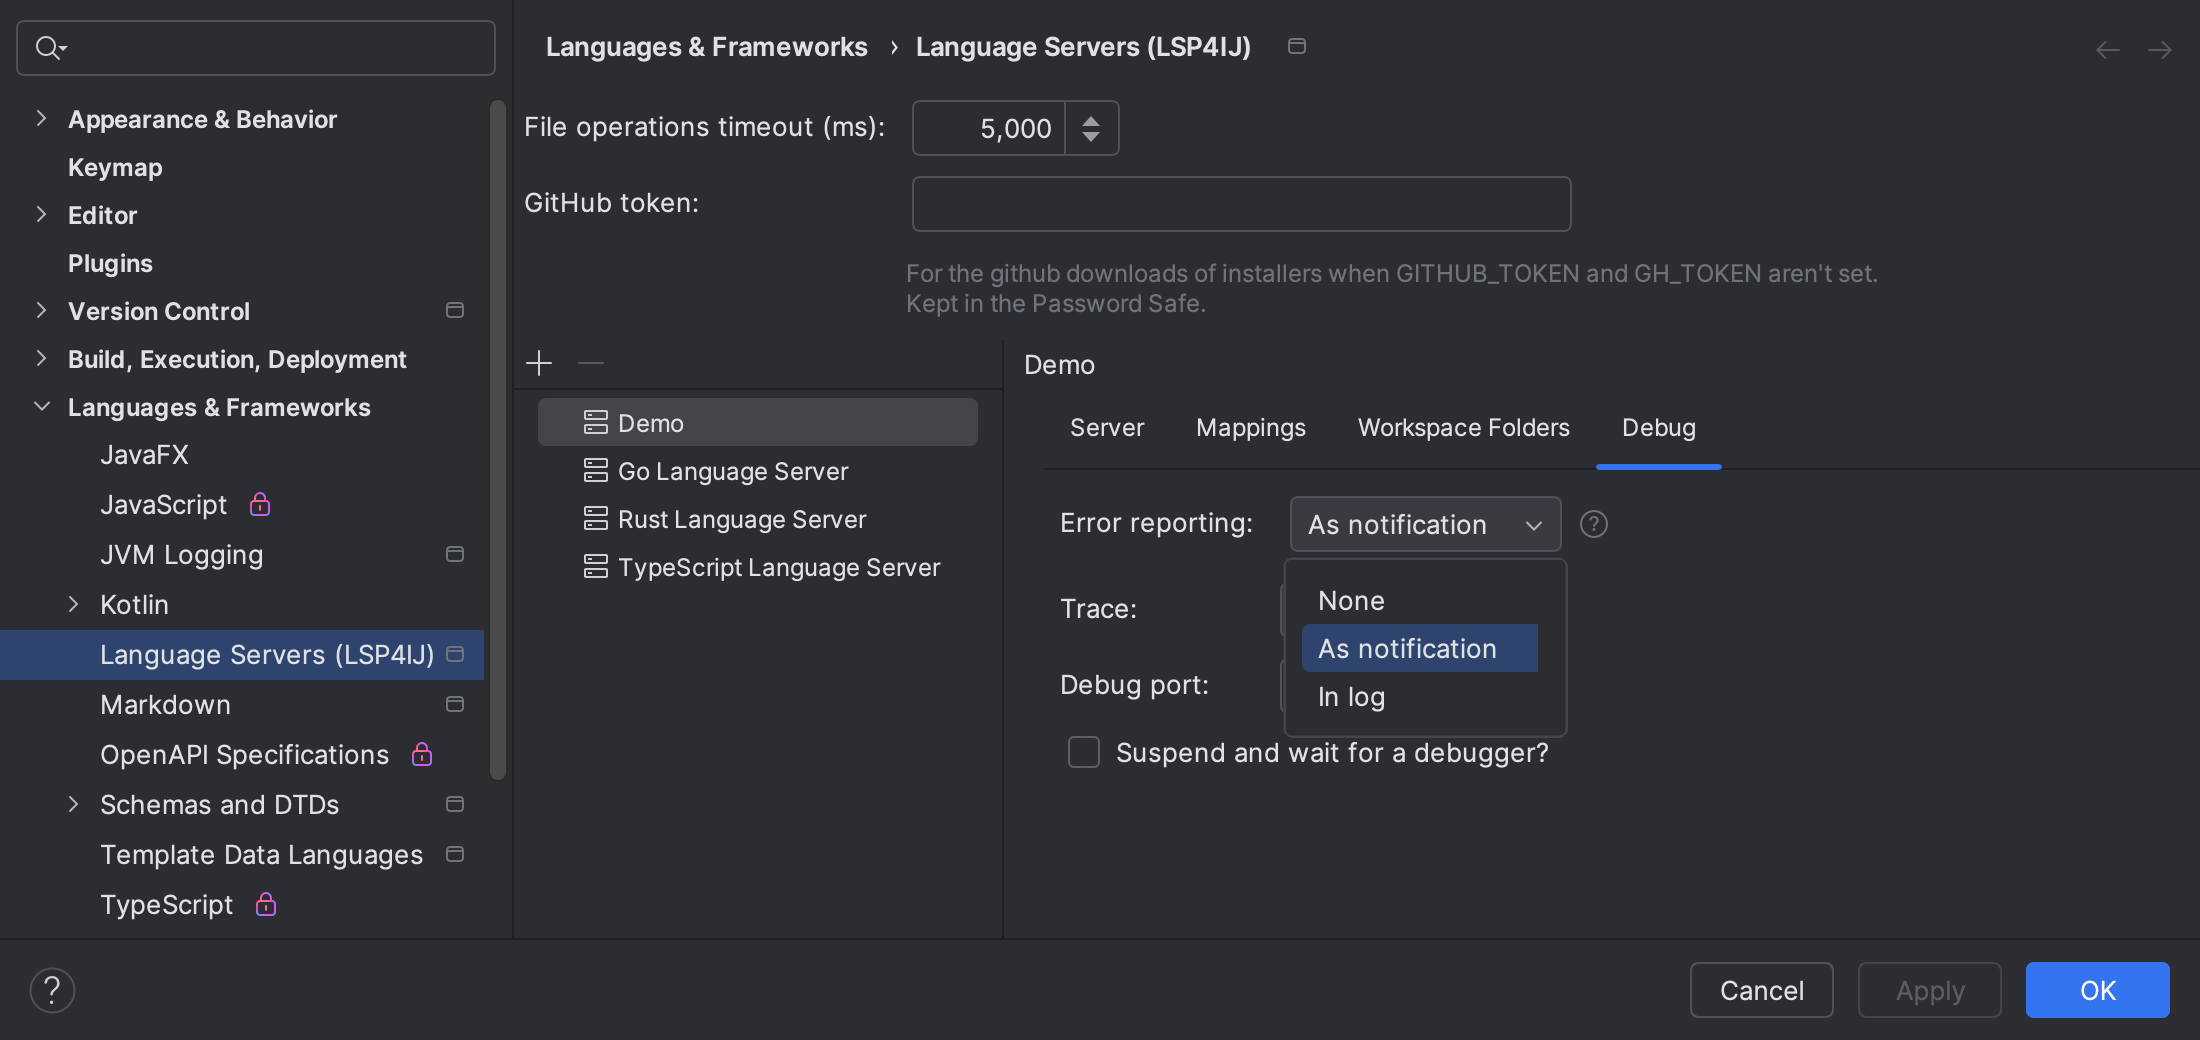 Languages & Frameworks › Language Servers (LSP4IJ)
Appearance & Behavior
Keymap
Editor
Plugins
Version Control
Build, Execution, Deployment
Languages & Frameworks
JavaFX
JavaScript
JVM Logging
Kotlin
Language Servers (LSP4IJ)
Markdown
OpenAPI Specifications
Schemas and DTDs
Template Data Languages
TypeScript
File operations timeout (ms): 5,000
GitHub token:
For the github downloads of installers when GITHUB_TOKEN and GH_TOKEN aren't set.
Kept in the Password Safe.
Demo
Go Language Server
Rust Language Server
TypeScript Language Server
Demo
Server Mappings Workspace Folders Debug
Error reporting: As notification ?
None
As notification
In log
Trace:
Debug port:
Suspend and wait for a debugger?
? Cancel Apply OK